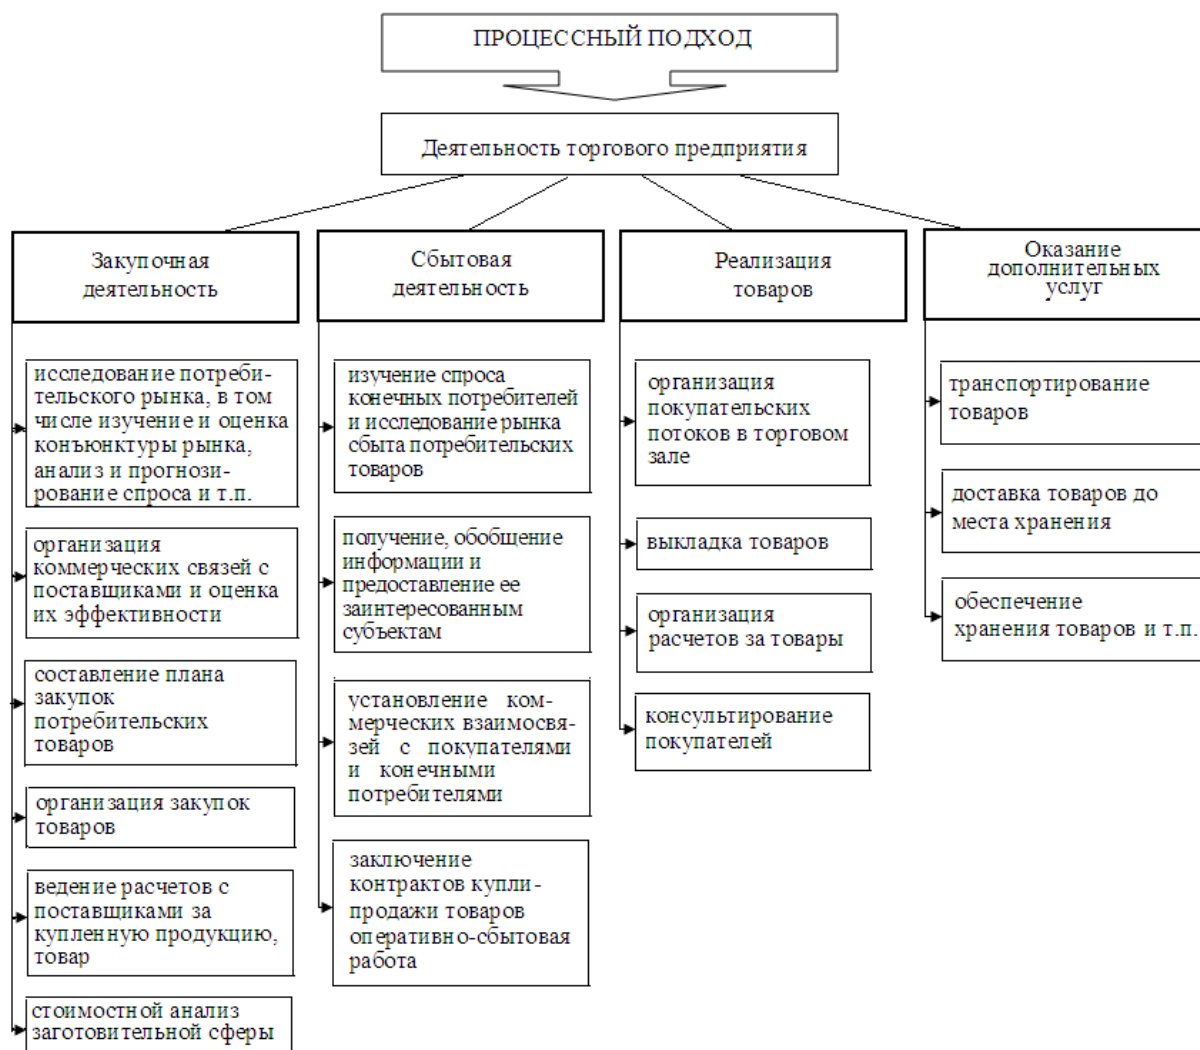 ПРОЦЕССНЫЙ ПОДХОД
Деятельность торгового предприятия
Закупочная
деятельность
исследование потреби-
тельского рынка, в том
числе изучение и оценка
конъюнктуры рынка,
анализ и прогнози-
рование спроса и т.п.
организация
коммерческих связей с
поставщиками и оценка
их эффективности
составление плана
закупок
потребительских
товаров
организация закупок
товаров
ведение расчетов с
поставщиками за
купленную продукцию,
товар
стоимостной анализ
заготовительной сферы
Сбытовая
деятельность
изучение спроса
конечных потребителей
и исследование рынка
сбыта потребительских
товаров
получение, обобщение
информации и
предоставление ее
заинтересованным
субъектам
установление ком-
мерческих взаимосвя-
зей с покупателями
и конечными
потребителями
заключение
контрактов купли-
продажи товаров
оперативно-сбытовая
работа
Реализация
товаров
организация
покупательских
потоков в торговом
зале
выкладка товаров
организация
расчетов за товары
консультирование
покупателей
Оказание
дополнительных
услуг
транспортирование
товаров
доставка товаров до
места хранения
обеспечение
хранения товаров и т.п.